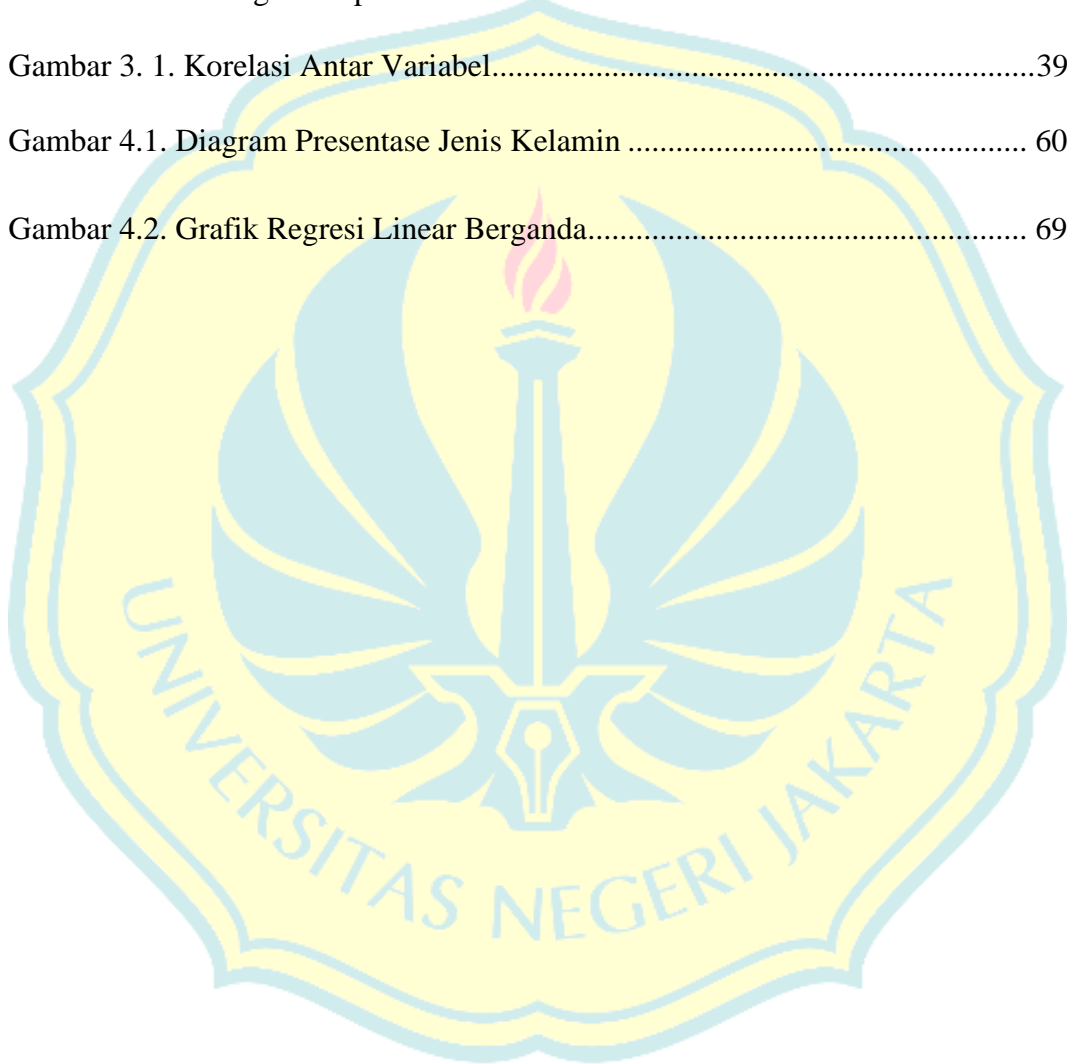 Gambar 3. 1. Korelasi Antar Variabel....................................................................39
Gambar 4.1. Diagram Presentase Jenis Kelamin .................................................. 60
Gambar 4.2. Grafik Regresi Linear Berganda....................................................... 69
UNIVERSITAS NEGERI JAKARTA